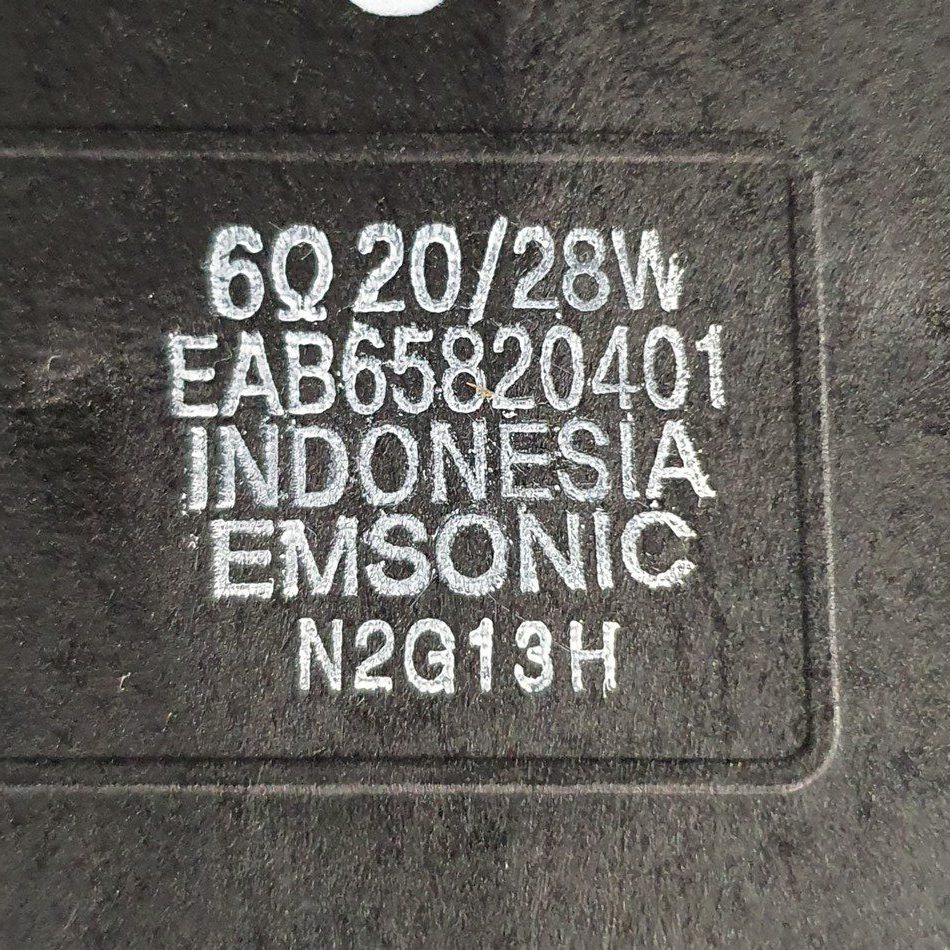 6Ω 20/28W
EAB65820401
INDONESIA
EMSONIC
N2G13H